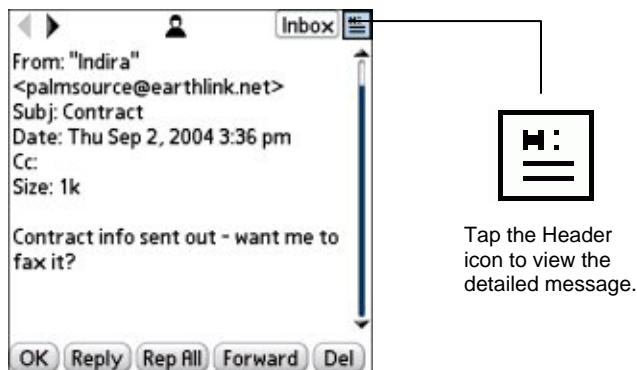 Inbox
From: "Indira"
<palmsource@earthlink.net>
Subj: Contract
Date: Thu Sep 2, 2004 3:36 pm
Cc:
Size: 1k
Contract info sent out - want me to
fax it?
OK Reply Rep All Forward Del
Tap the Header
icon to view the
detailed message.